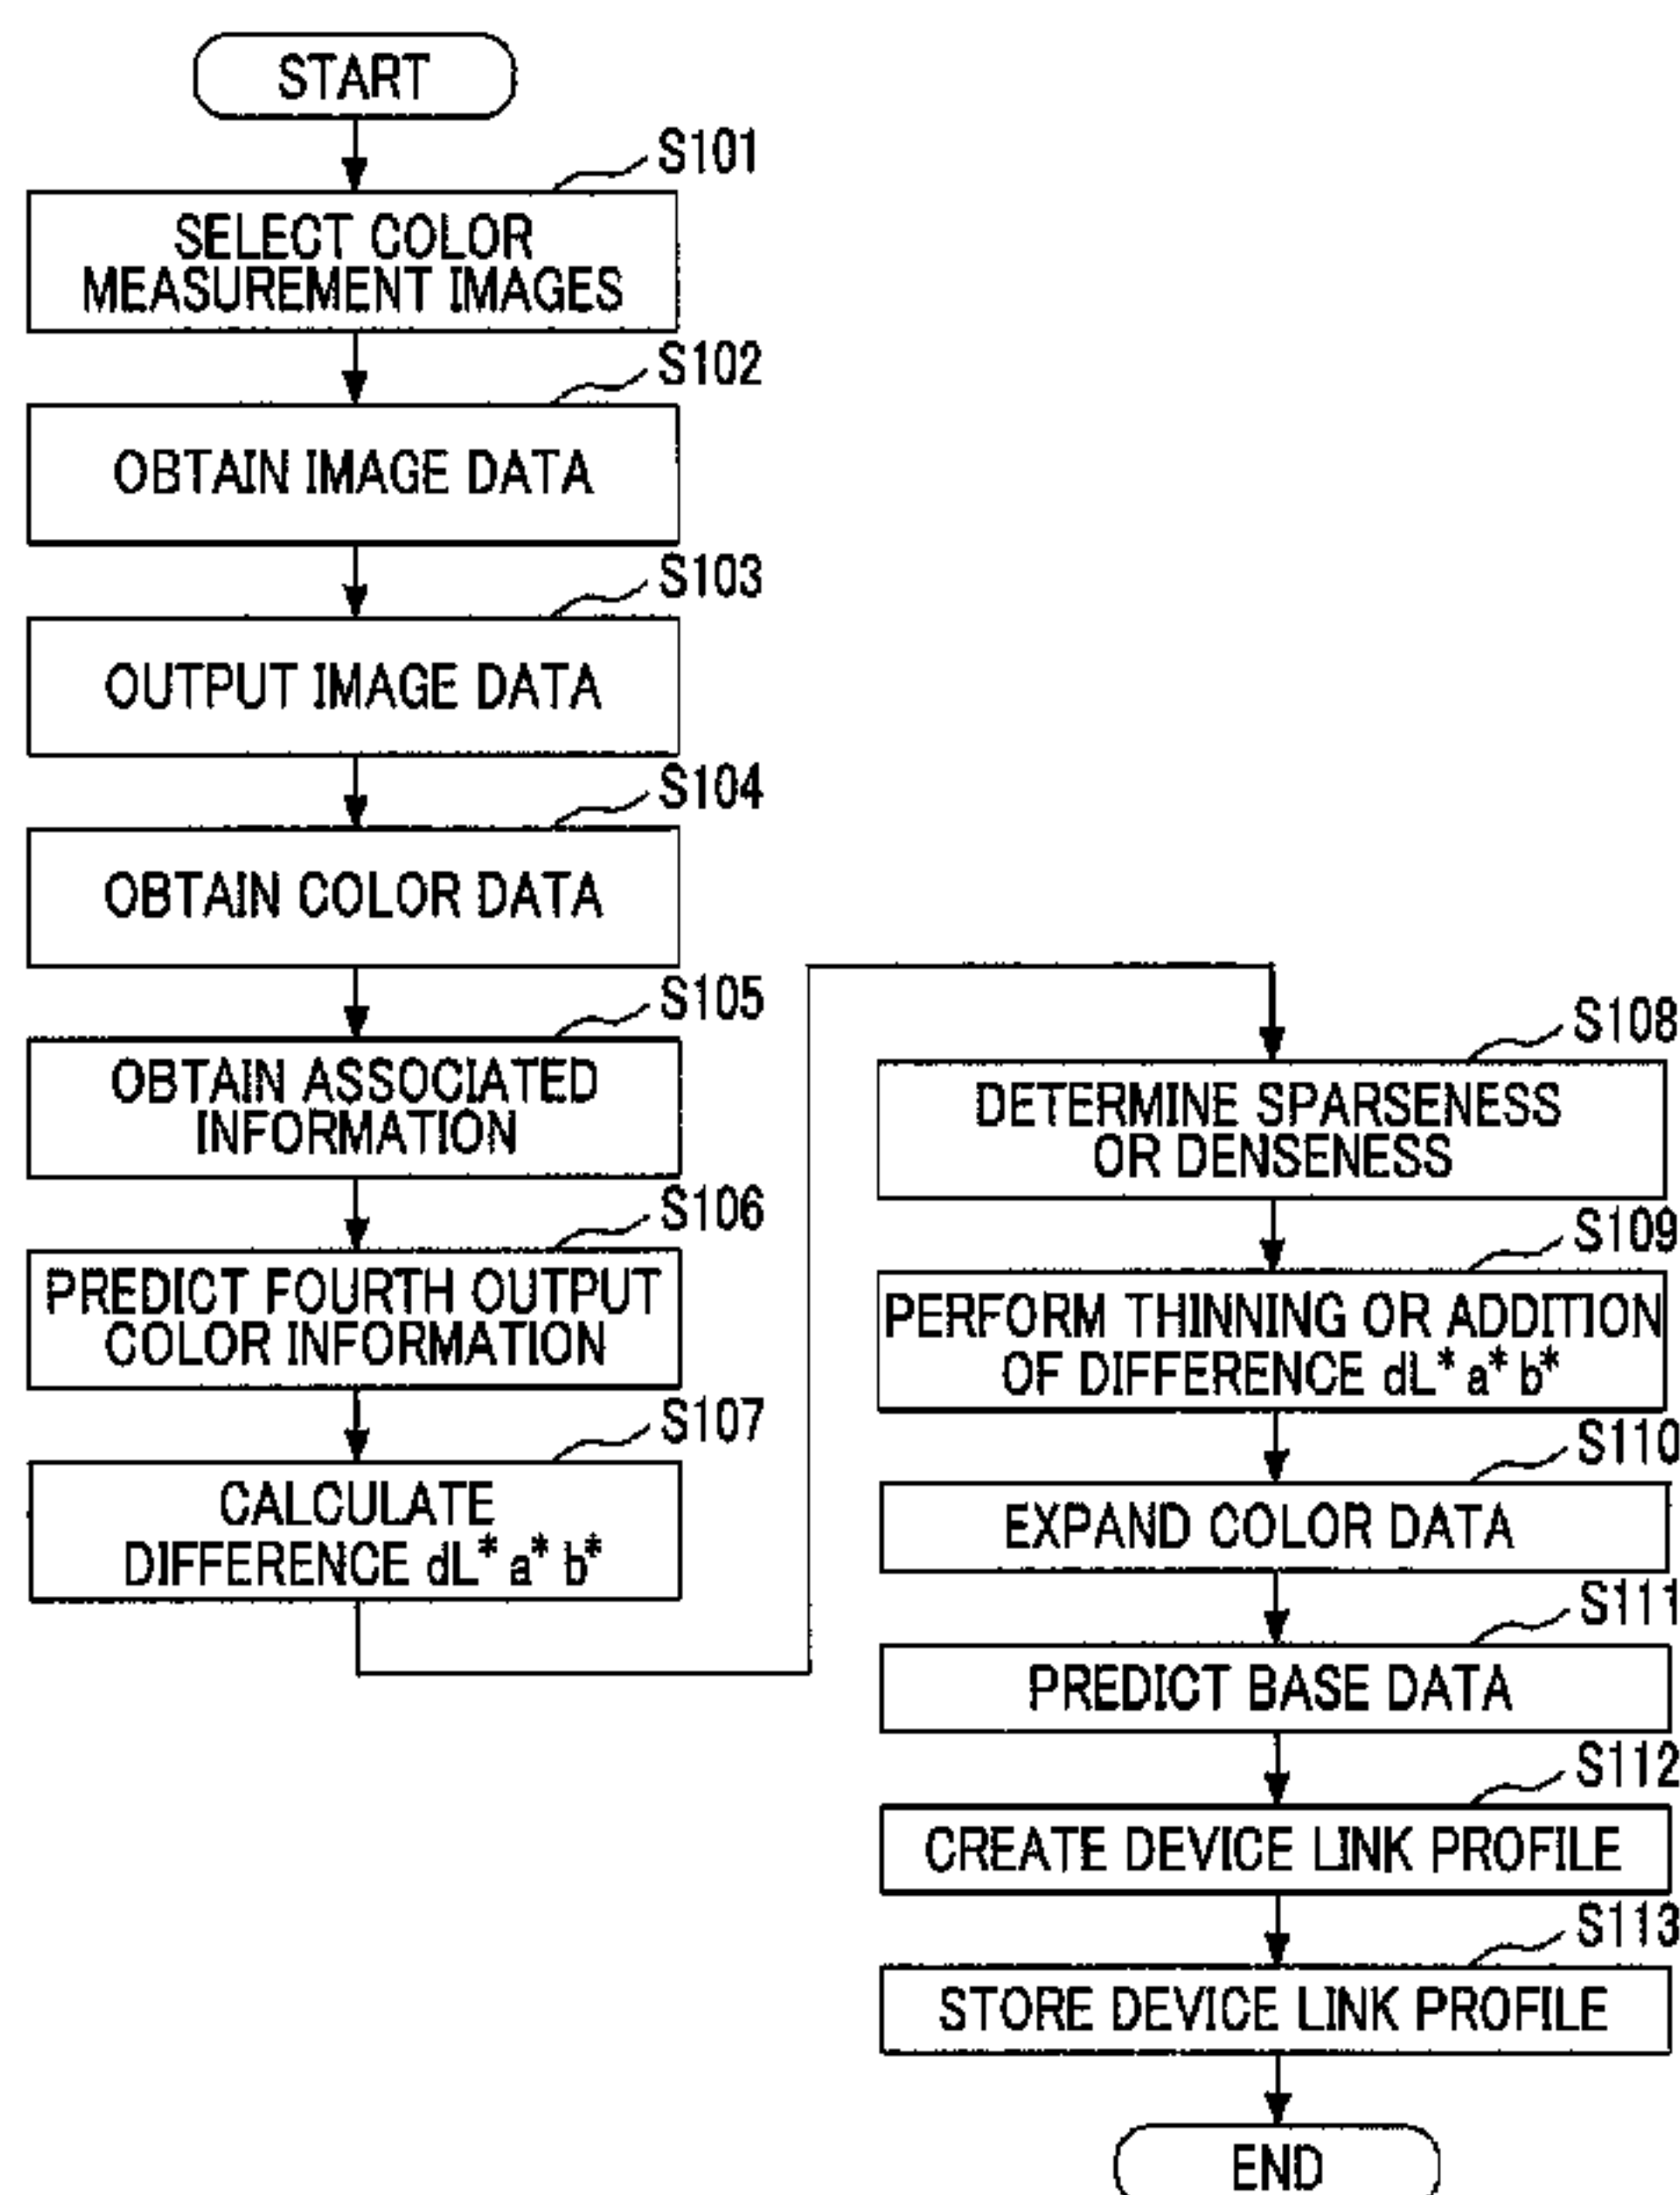 START
S101
SELECT COLOR
MEASUREMENT IMAGES
S102
OBTAIN IMAGE DATA
S103
OUTPUT IMAGE DATA
S104
OBTAIN COLOR DATA
S105
OBTAIN ASSOCIATED
INFORMATION
S106
PREDICT FOURTH OUTPUT
COLOR INFORMATION
S107
CALCULATE
DIFFERENCE dL* a* b*
S108
DETERMINE SPARSENESS
OR DENSENESS
S109
PERFORM THINNING OR ADDITION
OF DIFFERENCE dL* a* b*
S110
EXPAND COLOR DATA
S111
PREDICT BASE DATA
S112
CREATE DEVICE LINK PROFILE
S113
STORE DEVICE LINK PROFILE
END